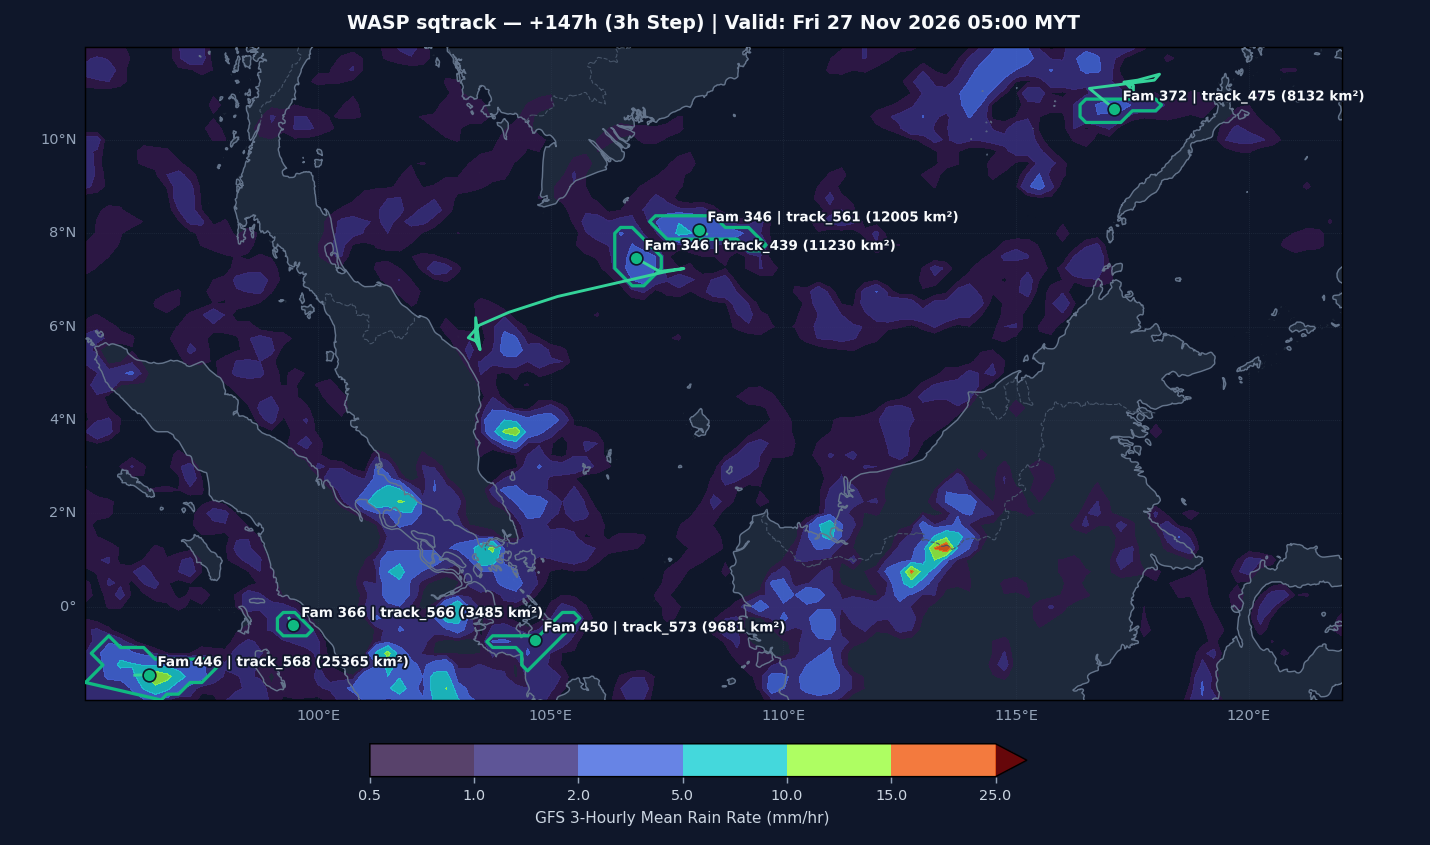 WASP sqtrack — +147h (3h Step) | Valid: Fri 27 Nov 2026 05:00 MYT
Fam 372 | track_475 (8132 km²)
10°N
Fam 346 | track_561 (12005 km²)
8°N
Fam 346 | track_439 (11230 km²)
6°N
4°N
2°N
0°
Fam 366 | track_566 (3485 km²)
Fam 450 | track_573 (9681 km²)
Fam 446 | track_568 (25365 km²)
100°E 105°E 110°E 115°E 120°E
0.5 1.0 2.0 5.0 10.0 15.0 25.0
GFS 3-Hourly Mean Rain Rate (mm/hr)